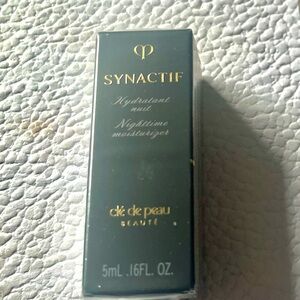 SYNACTIF
Hydratant
nuit
Nighttime
moisturizer
clé de peau
BEAUTÉ
5mL .16FL. OZ.